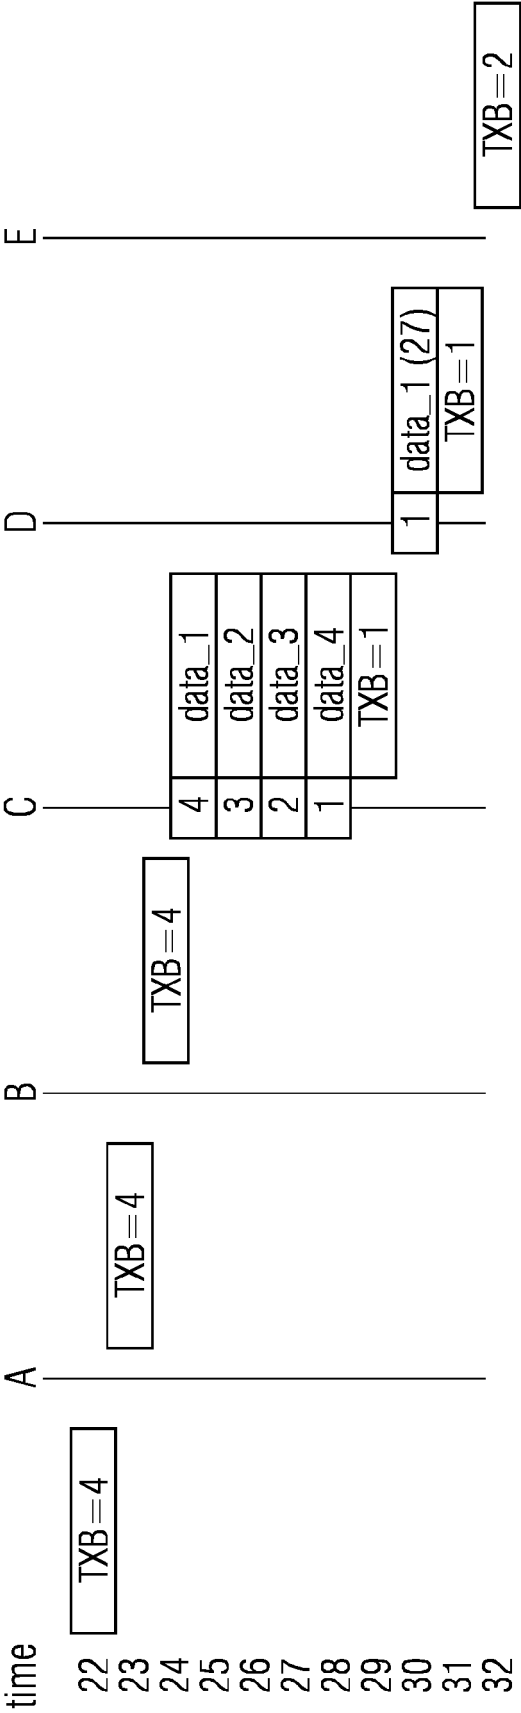 time A B C D E
22 TXB=4
23 TXB=4
24 TXB=4
25 4 data_1
26 3 data_2
27 2 data_3
28 1 data_4
29 TXB=1
30 1 data_1 (27)
31 TXB=1
32 TXB=2